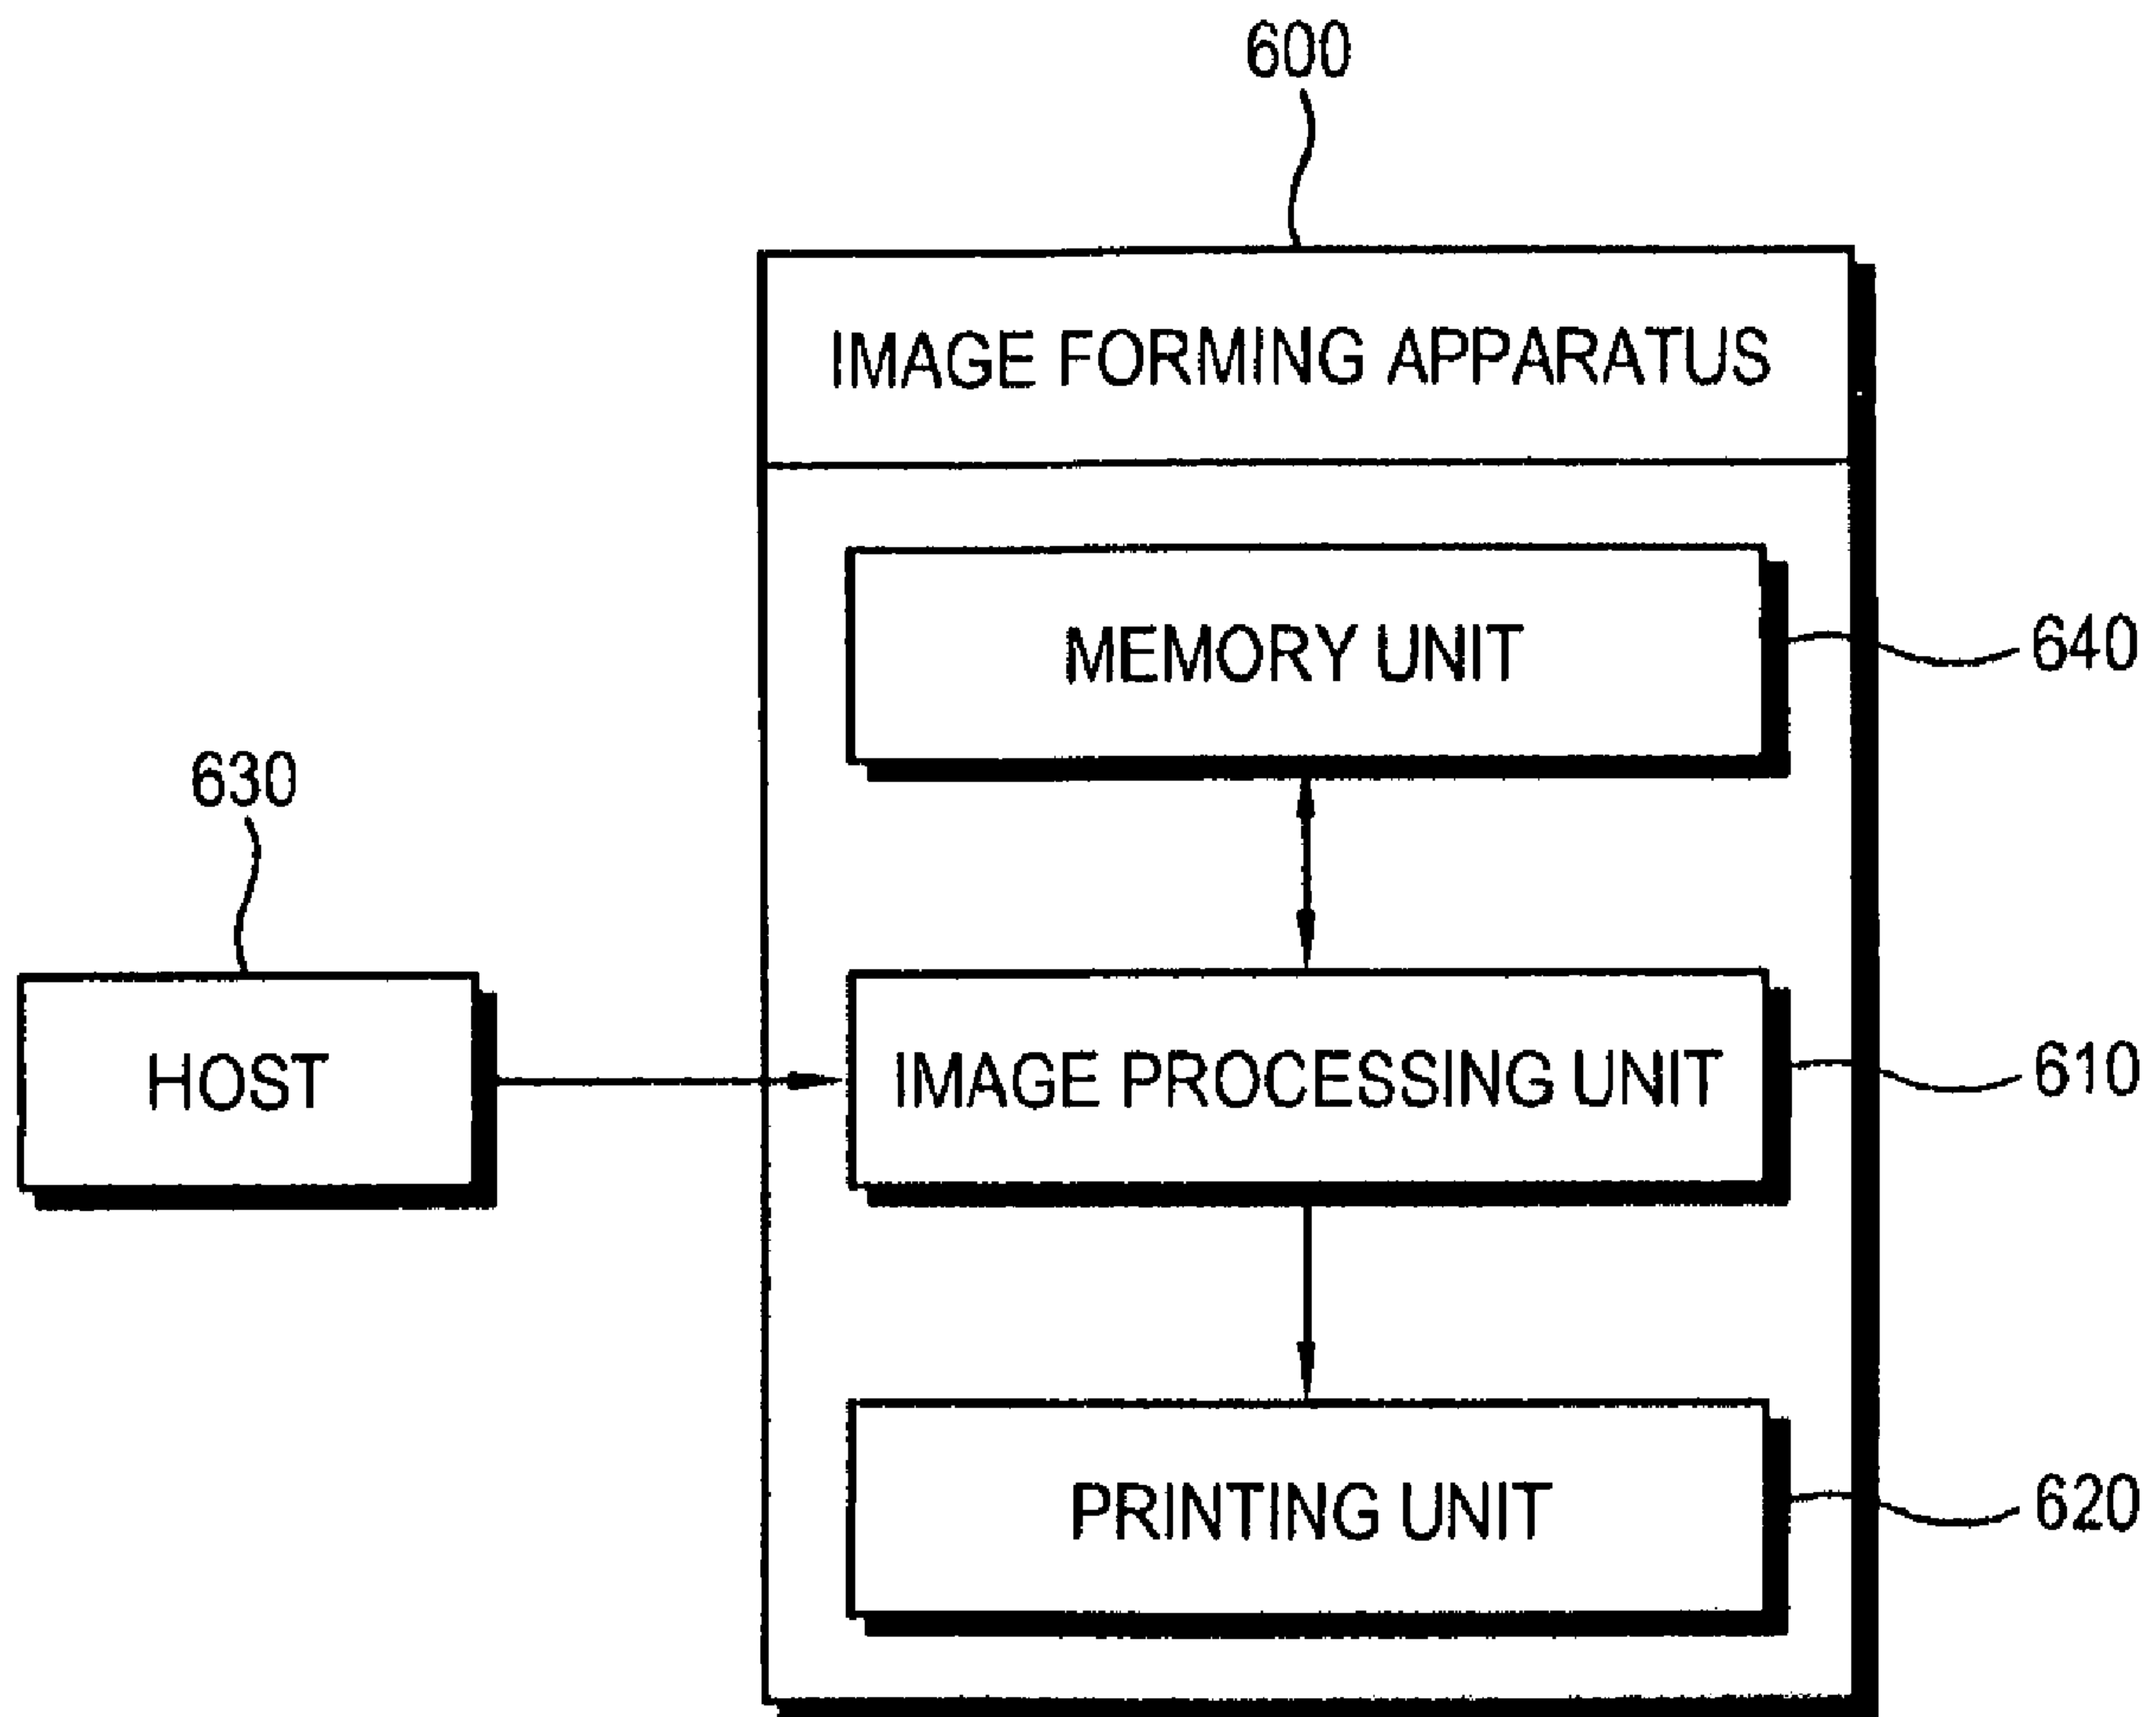 600
IMAGE FORMING APPARATUS
MEMORY UNIT
640
630
HOST
IMAGE PROCESSING UNIT
610
PRINTING UNIT
620